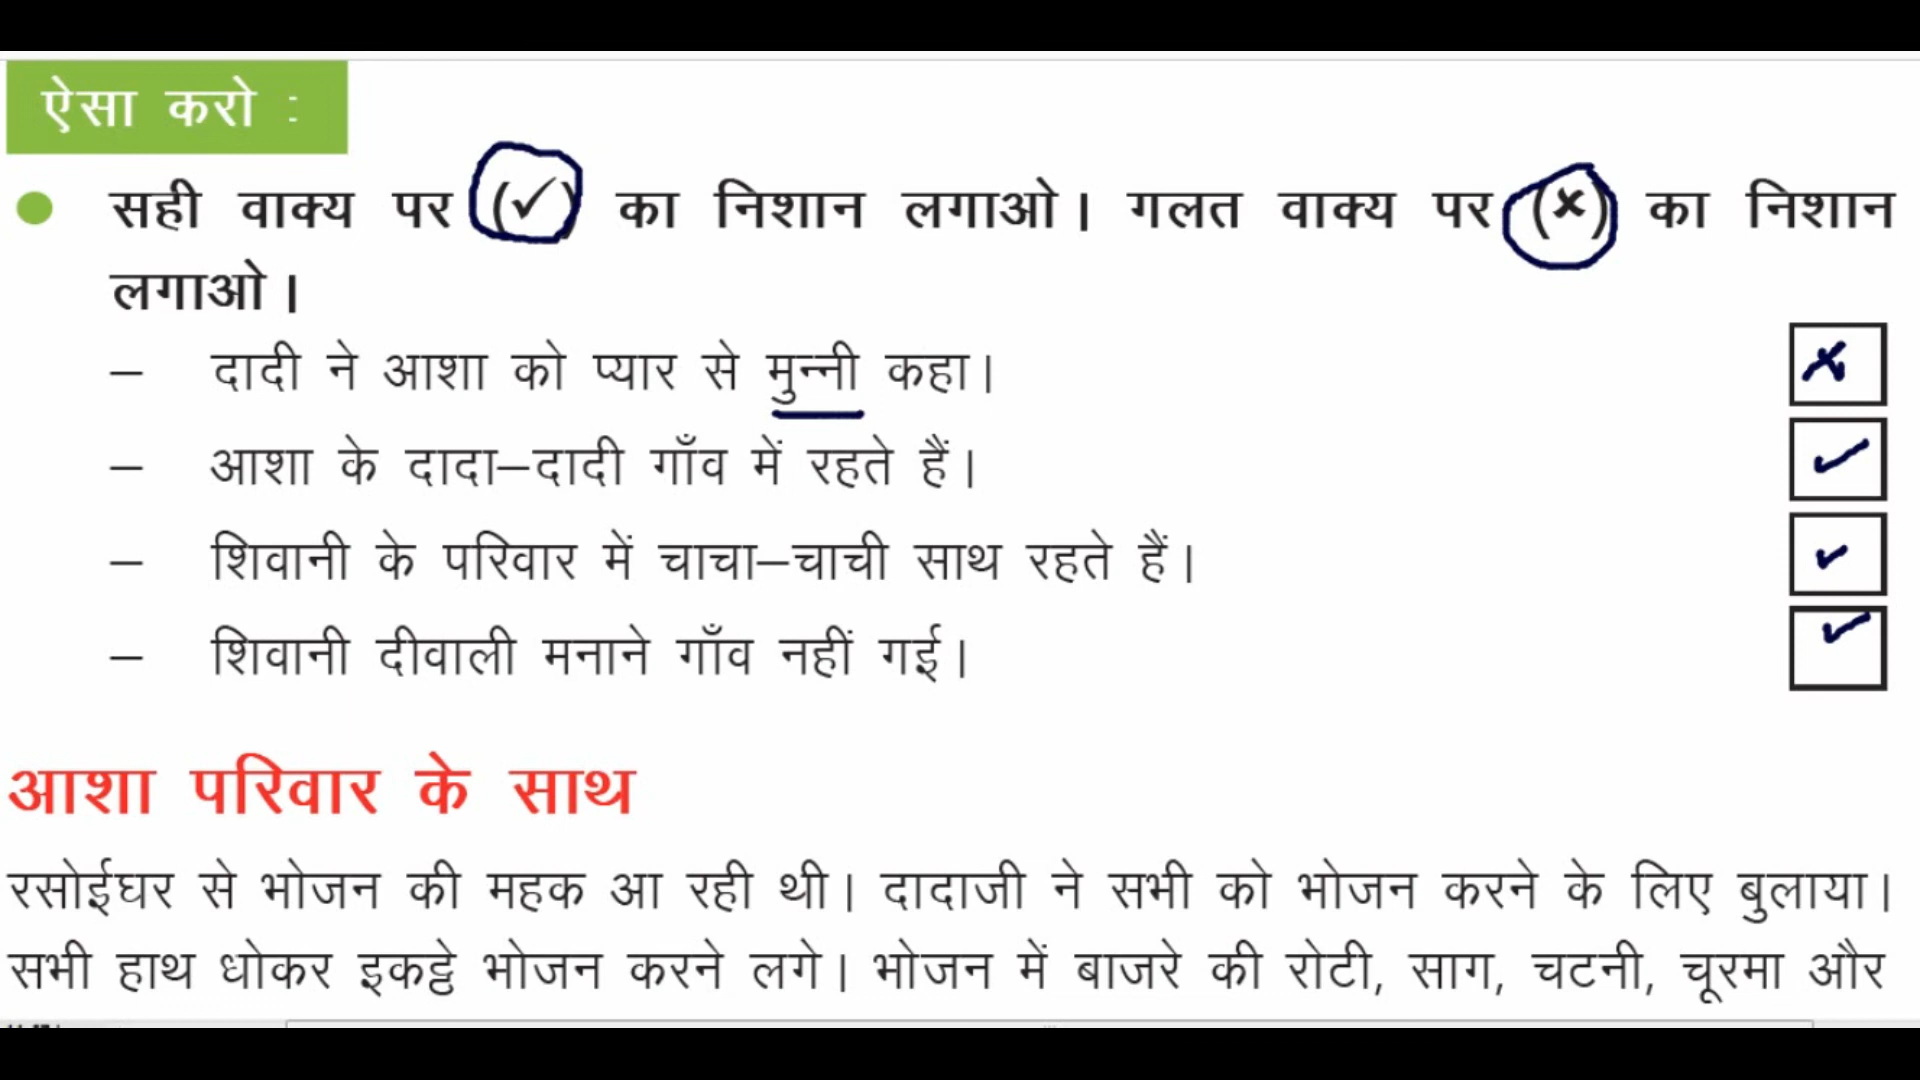 ऐसा करो :
सही वाक्य पर (✓) का निशान लगाओ। गलत वाक्य पर (✘) का निशान
लगाओ।
– दादी ने आशा को प्यार से मुन्नी कहा। ✗
– आशा के दादा–दादी गाँव में रहते हैं। ✓
– शिवानी के परिवार में चाचा–चाची साथ रहते हैं। ✓
– शिवानी दीवाली मनाने गाँव नहीं गई। ✓
आशा परिवार के साथ
रसोईघर से भोजन की महक आ रही थी। दादाजी ने सभी को भोजन करने के लिए बुलाया।
सभी हाथ धोकर इकट्ठे भोजन करने लगे। भोजन में बाजरे की रोटी, साग, चटनी, चूरमा और